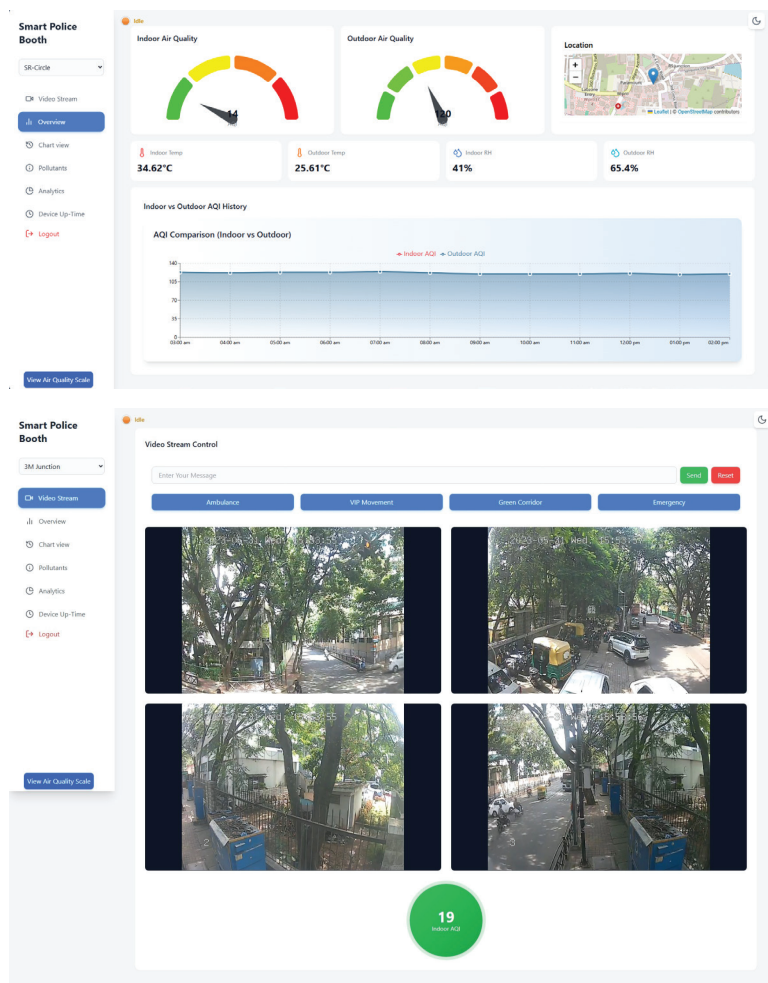 Smart Police
Booth
SR-Circle
Video Stream
Overview
Chart view
Pollutants
Analytics
Device Up-Time
Logout
View Air Quality Scale
Idle
Indoor Air Quality
14
Outdoor Air Quality
120
Location
+
−
Leaflet | © OpenStreetMap contributors
Indoor Temp
34.62°C
Outdoor Temp
25.61°C
Indoor RH
41%
Outdoor RH
65.4%
Indoor vs Outdoor AQI History
AQI Comparison (Indoor vs Outdoor)
Indoor AQI Outdoor AQI
140
105
70
35
0
03:00 am 04:00 am 05:00 am 06:00 am 07:00 am 08:00 am 09:00 am 10:00 am 11:00 am 12:00 pm 01:00 pm 02:00 pm
Smart Police
Booth
3M Junction
Video Stream
Overview
Chart view
Pollutants
Analytics
Device Up-Time
Logout
View Air Quality Scale
Idle
Video Stream Control
Enter Your Message
Send Reset
Ambulance VIP Movement Green Corridor Emergency
19
Indoor AQI